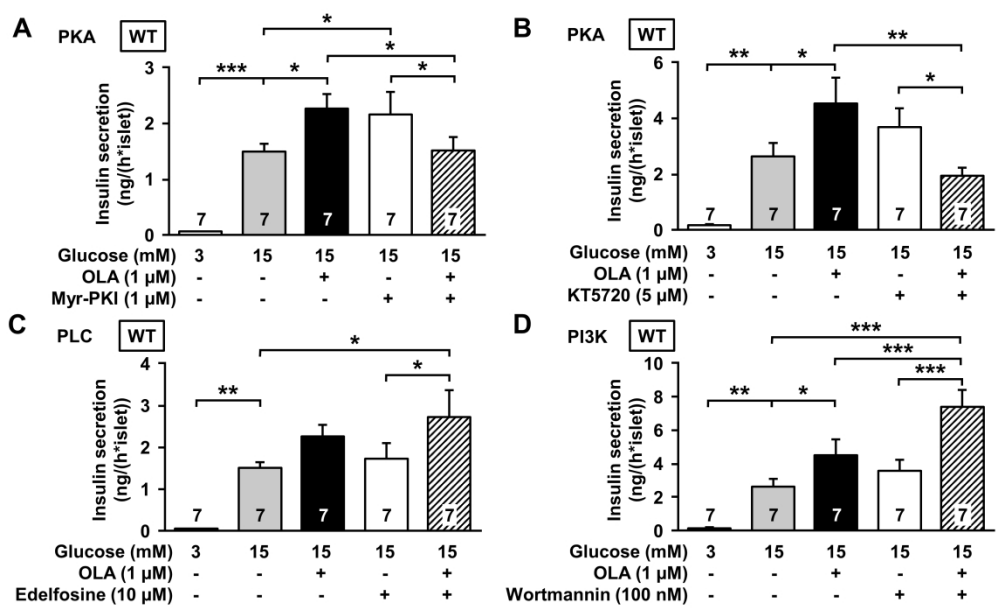 A PKA WT
Insulin secretion
(ng/(h*islet))
3
2
1
0
*
*
*** * *
7 7 7 7 7
Glucose (mM) 3 15 15 15 15
OLA (1 µM) - - + - +
Myr-PKI (1 µM) - - - + +
B PKA WT
Insulin secretion
(ng/(h*islet))
6
4
2
0
**
** * *
7 7 7 7 7
Glucose (mM) 3 15 15 15 15
OLA (1 µM) - - + - +
KT5720 (5 µM) - - - + +
C PLC WT
Insulin secretion
(ng/(h*islet))
4
3
2
1
0
*
** *
7 7 7 7 7
Glucose (mM) 3 15 15 15 15
OLA (1 µM) - - + - +
Edelfosine (10 µM) - - - + +
D PI3K WT
Insulin secretion
(ng/(h*islet))
10
8
6
4
2
0
***
***
** * ***
7 7 7 7 7
Glucose (mM) 3 15 15 15 15
OLA (1 µM) - - + - +
Wortmannin (100 nM) - - - + +